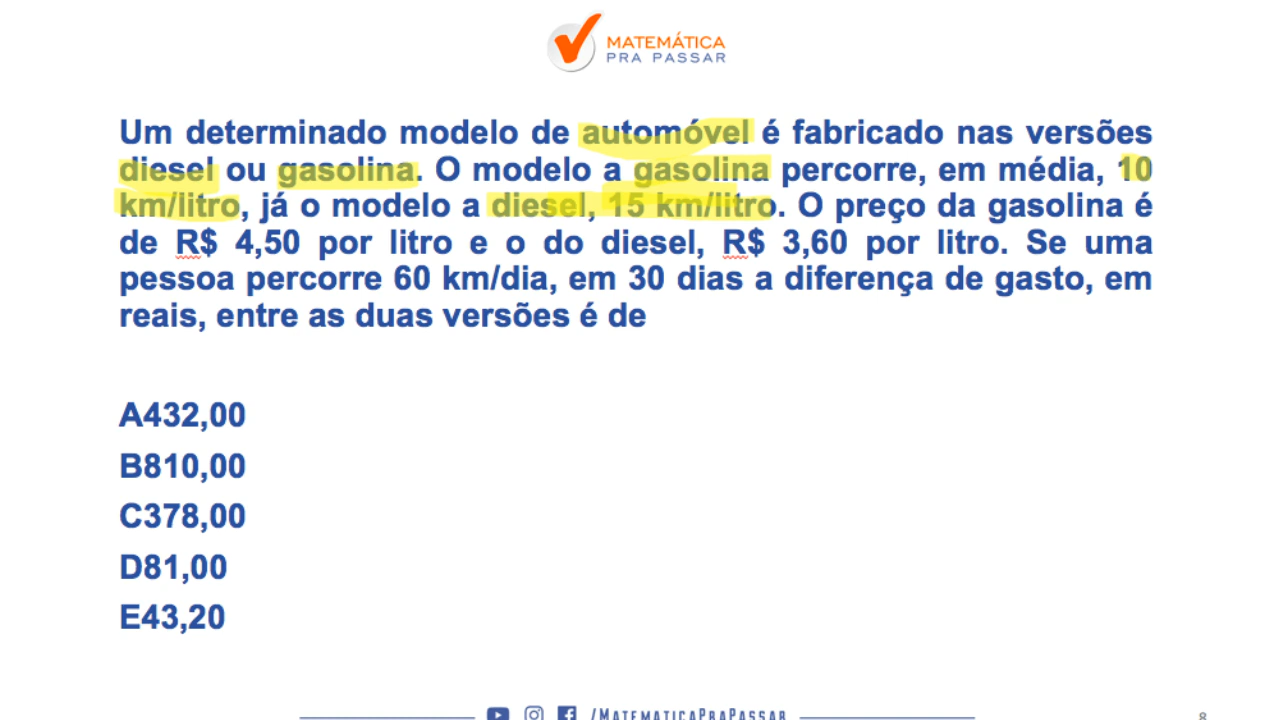 MATEMÁTICA
PRA PASSAR
Um determinado modelo de automóvel é fabricado nas versões
diesel ou gasolina. O modelo a gasolina percorre, em média, 10
km/litro, já o modelo a diesel, 15 km/litro. O preço da gasolina é
de R$ 4,50 por litro e o do diesel, R$ 3,60 por litro. Se uma
pessoa percorre 60 km/dia, em 30 dias a diferença de gasto, em
reais, entre as duas versões é de
A432,00
B810,00
C378,00
D81,00
E43,20
/MATEMATICAPRAPASSAR
8